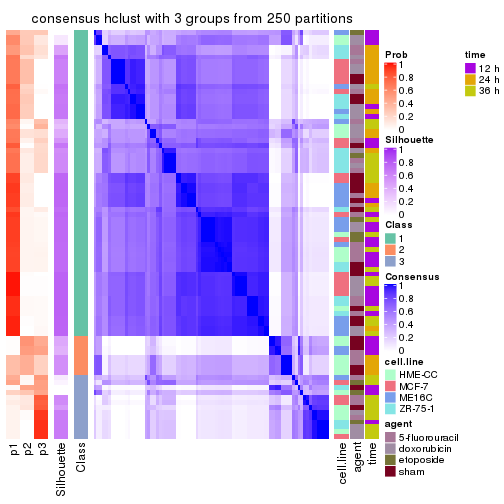 consensus hclust with 3 groups from 250 partitions
Prob
1
0.8
0.6
0.4
0.2
0
time
12 h
24 h
36 h
Silhouette
1
0.8
0.6
0.4
0.2
0
Class
1
2
3
Consensus
1
0.8
0.6
0.4
0.2
0
cell.line
HME-CC
MCF-7
ME16C
ZR-75-1
agent
5-fluorouracil
doxorubicin
etoposide
sham
p1
p2
p3
Silhouette
Class
cell.line
agent
time